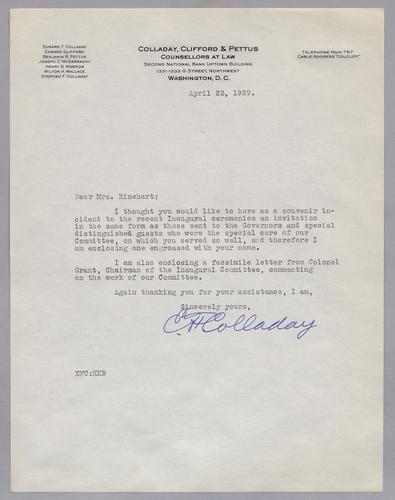 EDWARD F. COLLADAY
EDWARD CLIFFORD
BENJAMIN B. PETTUS
JOSEPH C. McGARRAGHY
HENRY B. MORROW
WILTON H. WALLACE
STEPHEN F. COLLADAY
COLLADAY, CLIFFORD & PETTUS
COUNSELLORS AT LAW
SECOND NATIONAL BANK UPTOWN BUILDING
1331-1333 G STREET, NORTHWEST
WASHINGTON, D. C.
TELEPHONE MAIN 797
CABLE ADDRESS "COLCLIFF"
April 23, 1929.
Dear Mrs. Rinehart:
I thought you would like to have as a souvenir in-
cident to the recent Inaugural ceremonies an invitation
in the same form as those sent to the Governors and special
distinguished guests who were the special care of our
Committee, on which you served so well, and therefore I
am enclosing one engrossed with your name.
I am also enclosing a facsimile letter from Colonel
Grant, Chairman of the Inaugural Committee, commenting
on the work of our Committee.
Again thanking you for your assistance, I am,
Sincerely yours,
Colladay
EFC:HKB